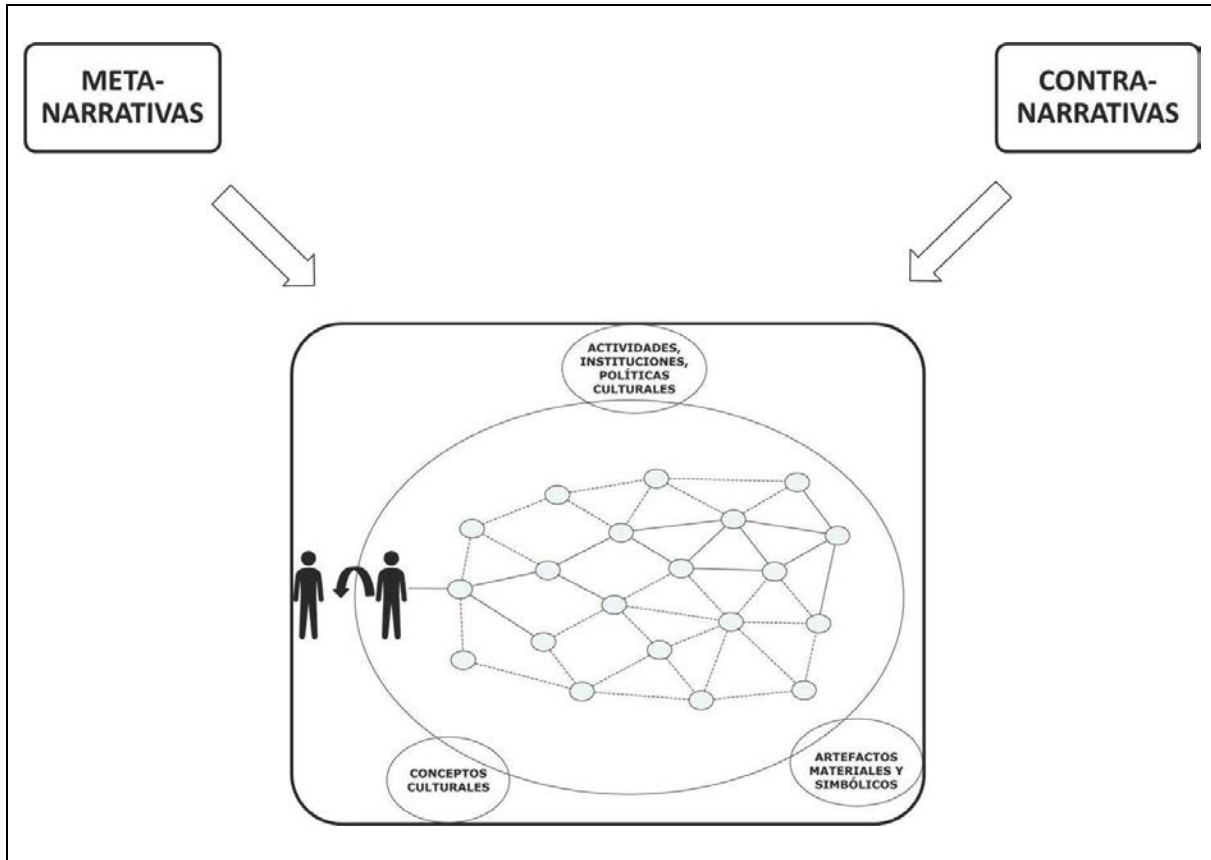 META-
NARRATIVAS
CONTRA-
NARRATIVAS
ACTIVIDADES,
INSTITUCIONES,
POLÍTICAS
CULTURALES
CONCEPTOS
CULTURALES
ARTEFACTOS
MATERIALES Y
SIMBÓLICOS